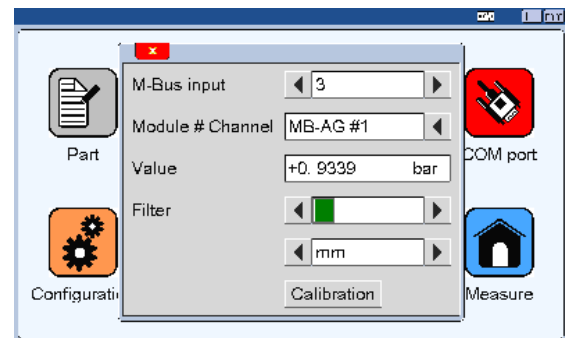 x
M-Bus input 3
Module # Channel MB-AG #1
Part
COM port
Value +0. 9339 bar
Filter
mm
Configurati
Calibration
Measure